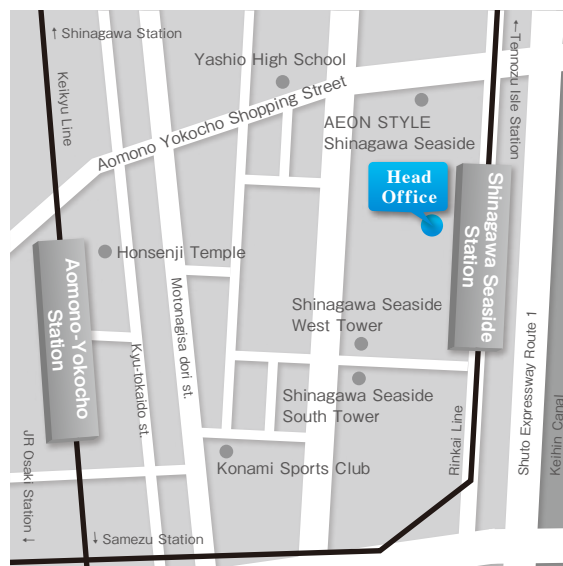 ↑ Shinagawa Station
← Tennozu Isle Station
Yashio High School
Keikyu Line
Aomono Yokocho Shopping Street
AEON STYLE
Shinagawa Seaside
Head
Office
Shinagawa Seaside
Station
Honsenji Temple
Aomono-Yokocho
Station
Motonagisa dori st.
Shinagawa Seaside
West Tower
Kyu-tokaido st.
Shinagawa Seaside
South Tower
Shuto Expressway Route 1
Keihin Canal
Rinkai Line
Konami Sports Club
JR Osaki Station ←
↓ Samezu Station